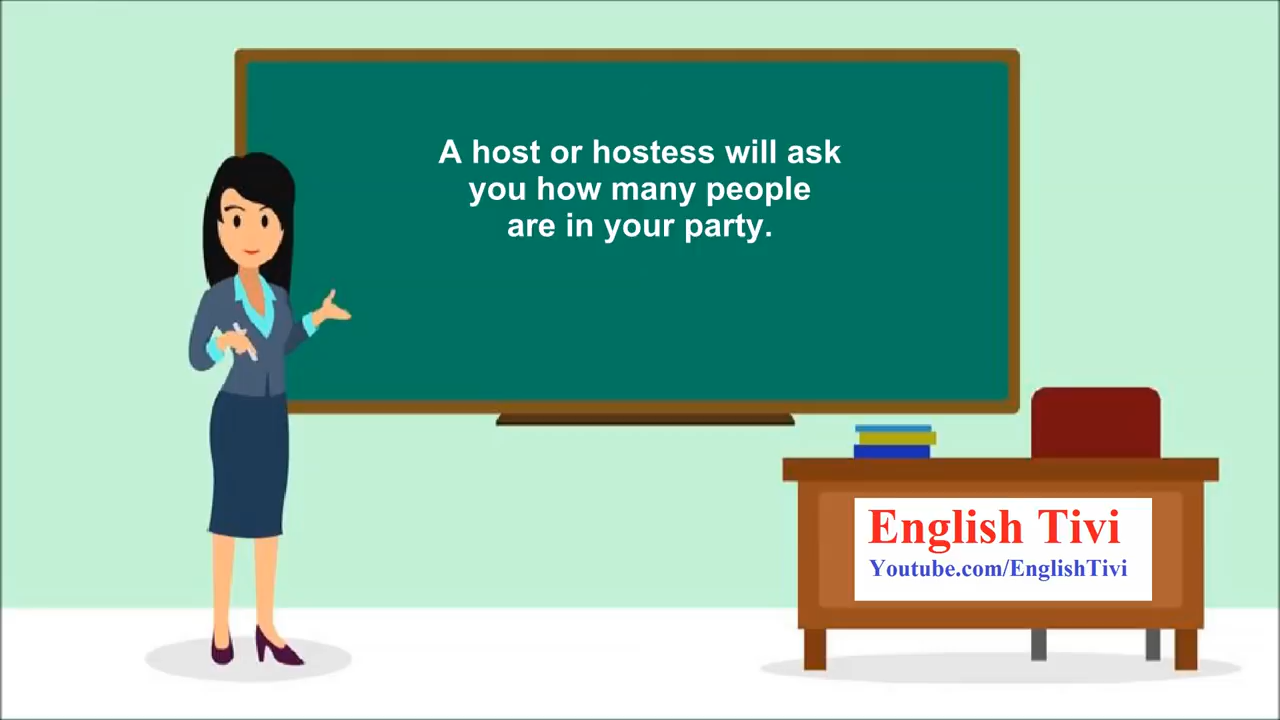 A host or hostess will ask
you how many people
are in your party.
English Tivi
Youtube.com/EnglishTivi